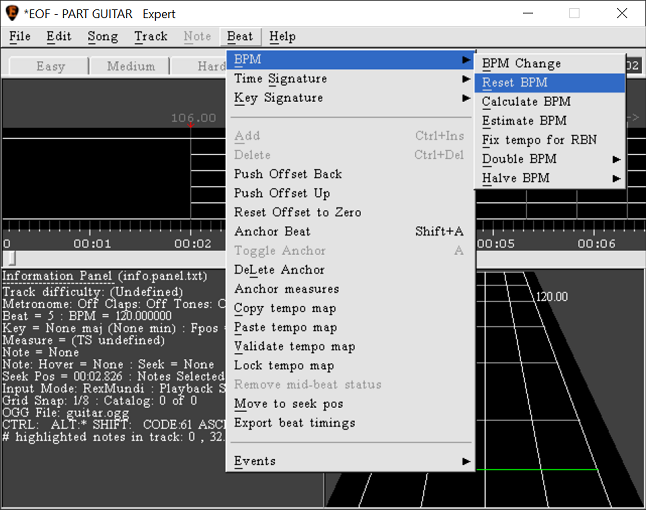 *EOF - PART GUITAR   Expert
File Edit Song Track Note Beat Help
Easy Medium Hard
02
BPM
Time Signature
Key Signature
Add Ctrl+Ins
Delete Ctrl+Del
Push Offset Back
Push Offset Up
Reset Offset to Zero
Anchor Beat Shift+A
Toggle Anchor A
DeLete Anchor
Anchor measures
Copy tempo map
Paste tempo map
Validate tempo map
Lock tempo map
Remove mid-beat status
Move to seek pos
Export beat timings
Events
BPM Change
Reset BPM
Calculate BPM
Estimate BPM
Fix tempo for RBN
Double BPM
Halve BPM
106.00
->
0 00:01 00:02 00:05 00:06
Information Panel (info.panel.txt)
----------------------------
Track difficulty: (Undefined)
Metronome: Off Claps: Off Tones: O
Beat = 5 : BPM = 120.000000
Key = None maj (None min) : Fpos =
Measure = (TS undefined)
Note = None
Note: Hover = None : Seek = None
Seek Pos = 00:02.826 : Notes Selected
Input Mode: RexMundi : Playback S
Grid Snap: 1/8 : Catalog: 0 of 0
OGG File: guitar.ogg
CTRL: ALT:* SHIFT: CODE:61 ASC
# highlighted notes in track: 0 , 32.
120.00